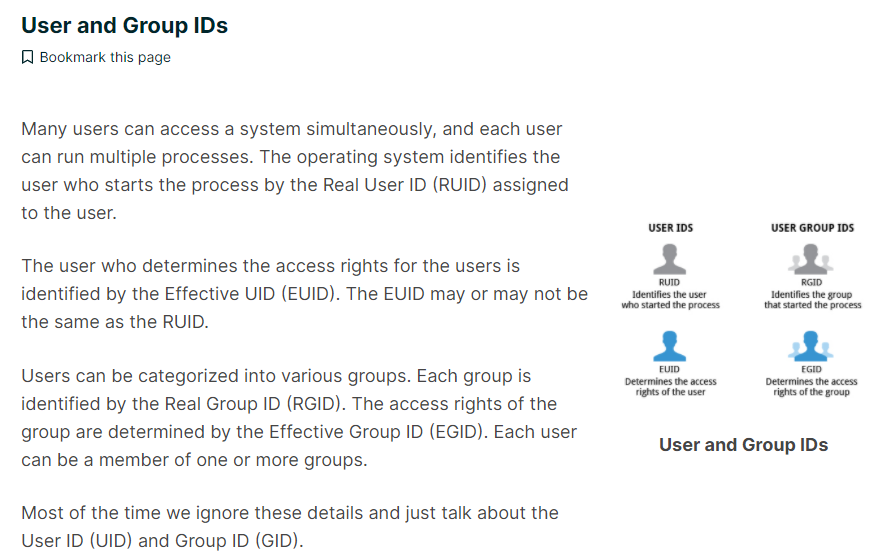 User and Group IDs
Bookmark this page
Many users can access a system simultaneously, and each user
can run multiple processes. The operating system identifies the
user who starts the process by the Real User ID (RUID) assigned
to the user.
The user who determines the access rights for the users is
identified by the Effective UID (EUID). The EUID may or may not be
the same as the RUID.
Users can be categorized into various groups. Each group is
identified by the Real Group ID (RGID). The access rights of the
group are determined by the Effective Group ID (EGID). Each user
can be a member of one or more groups.
Most of the time we ignore these details and just talk about the
User ID (UID) and Group ID (GID).
USER IDS
RUID
Identifies the user
who started the process
EUID
Determines the access
rights of the user
USER GROUP IDS
RGID
Identifies the group
that started the process
EGID
Determines the access
rights of the group
User and Group IDs